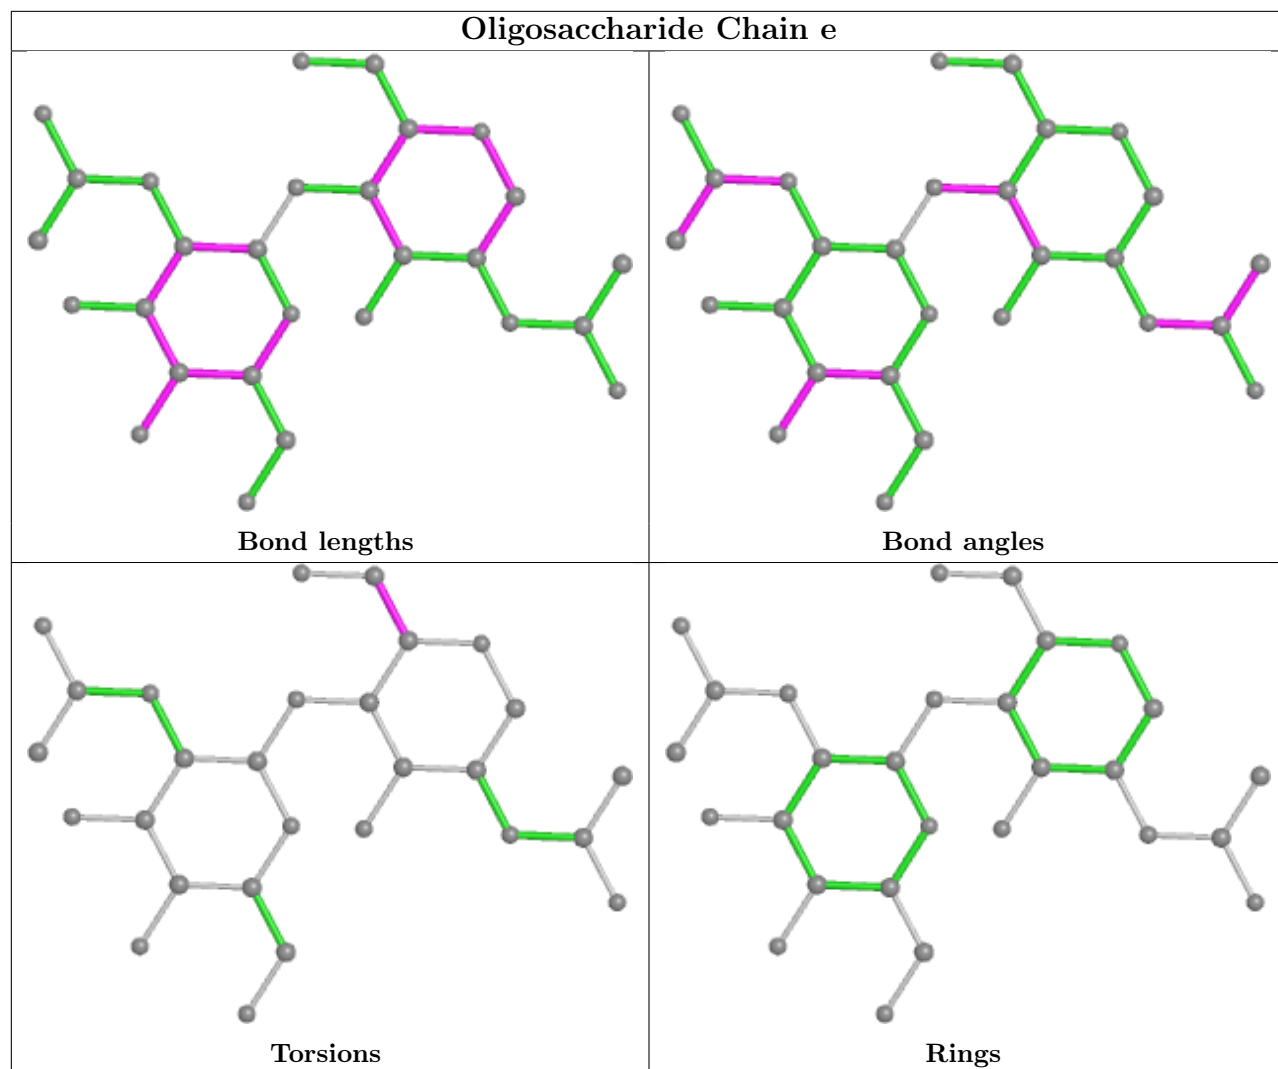 Oligosaccharide Chain e
Bond lengths
Bond angles
Torsions
Rings